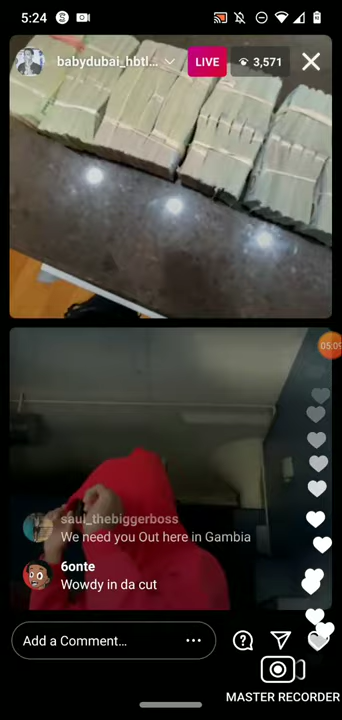 5:24
babydubai_hbtl...
LIVE
3,571
05:09
saul_thebiggerboss
We need you Out here in Gambia
6onte
Wowdy in da cut
Add a Comment...
MASTER RECORDER